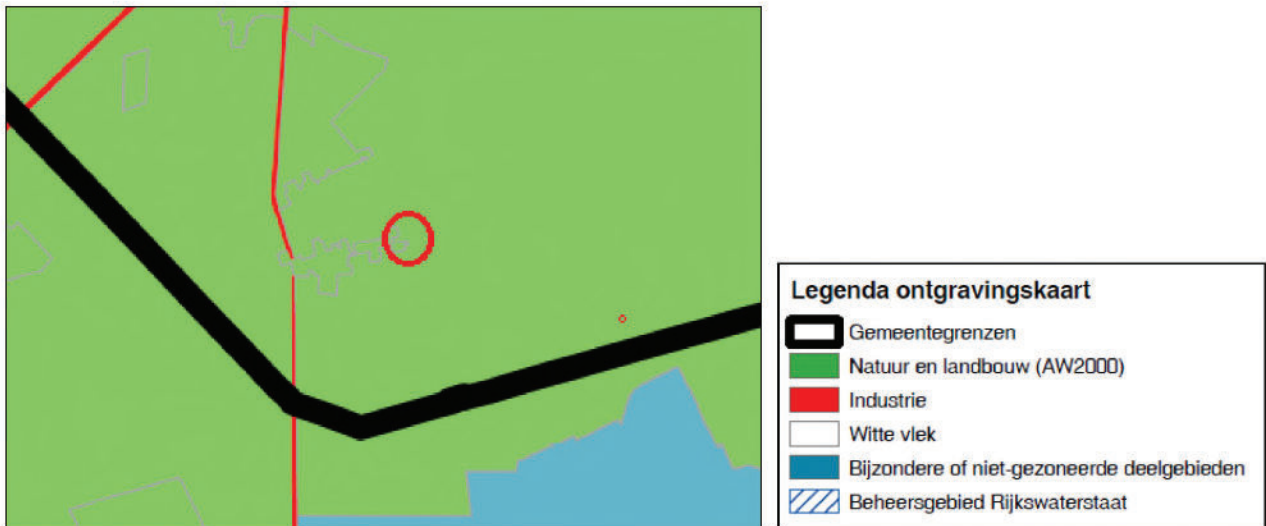 Legenda ontgravingskaart
Gemeentegrenzen
Natuur en landbouw (AW2000)
Industrie
Witte vlek
Bijzondere of niet-gezoneerde deelgebieden
Beheersgebied Rijkswaterstaat